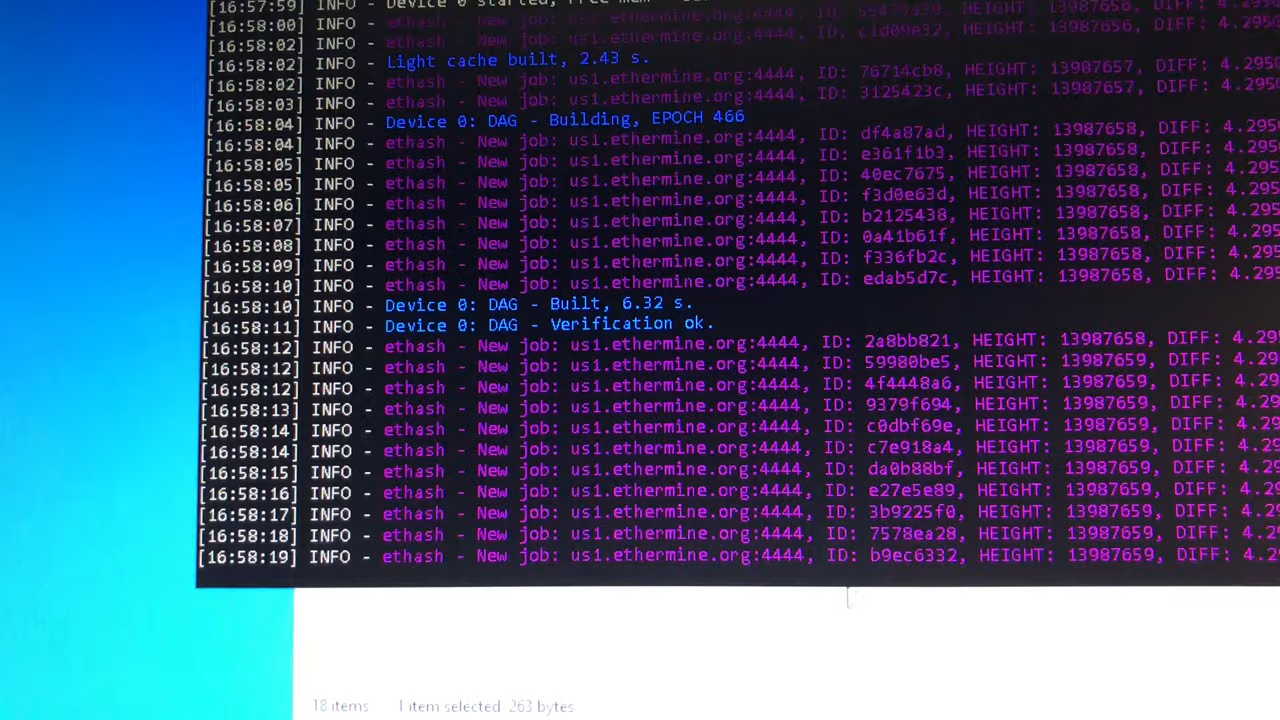 [16:57:59] INFO - Device 0 started, Free mem
[16:58:00] INFO - ethash - New job: us1.ethermine.org:4444, ID: HEIGHT: 13987656, DIFF: 4.295
[16:58:02] INFO - ethash - New job: us1.ethermine.org:4444, ID: c1d09e32, HEIGHT: 13987656, DIFF: 4.295
[16:58:02] INFO - Light cache built, 2.43 s.
[16:58:02] INFO - ethash - New job: us1.ethermine.org:4444, ID: 76714cb8, HEIGHT: 13987657, DIFF: 4.2950
[16:58:03] INFO - ethash - New job: us1.ethermine.org:4444, ID: 3125423c, HEIGHT: 13987658, DIFF: 4.295
[16:58:04] INFO - Device 0: DAG - Building, EPOCH 466
[16:58:04] INFO - ethash - New job: us1.ethermine.org:4444, ID: df4a87ad, HEIGHT: 13987658, DIFF: 4.295
[16:58:05] INFO - ethash - New job: us1.ethermine.org:4444, ID: e361f1b3, HEIGHT: 13987658, DIFF: 4.2950
[16:58:05] INFO - ethash - New job: us1.ethermine.org:4444, ID: 40ec7675, HEIGHT: 13987658, DIFF: 4.2950
[16:58:06] INFO - ethash - New job: us1.ethermine.org:4444, ID: f3d0e63d, HEIGHT: 13987658, DIFF: 4.295
[16:58:07] INFO - ethash - New job: us1.ethermine.org:4444, ID: b2125438, HEIGHT: 13987658, DIFF: 4.295
[16:58:08] INFO - ethash - New job: us1.ethermine.org:4444, ID: 0a41b61f, HEIGHT: 13987658, DIFF: 4.295
[16:58:09] INFO - ethash - New job: us1.ethermine.org:4444, ID: f336fb2c, HEIGHT: 13987658, DIFF: 4.295
[16:58:10] INFO - ethash - New job: us1.ethermine.org:4444, ID: edab5d7c, HEIGHT: 13987658, DIFF: 4.295
[16:58:10] INFO - Device 0: DAG - Built, 6.32 s.
[16:58:11] INFO - Device 0: DAG - Verification ok.
[16:58:12] INFO - ethash - New job: us1.ethermine.org:4444, ID: 2a8bb821, HEIGHT: 13987658, DIFF: 4.29
[16:58:12] INFO - ethash - New job: us1.ethermine.org:4444, ID: 59980be5, HEIGHT: 13987659, DIFF: 4.295
[16:58:12] INFO - ethash - New job: us1.ethermine.org:4444, ID: 4f4448a6, HEIGHT: 13987659, DIFF: 4.295
[16:58:13] INFO - ethash - New job: us1.ethermine.org:4444, ID: 9379f694, HEIGHT: 13987659, DIFF: 4.29
[16:58:14] INFO - ethash - New job: us1.ethermine.org:4444, ID: c0dbf69e, HEIGHT: 13987659, DIFF: 4.29
[16:58:14] INFO - ethash - New job: us1.ethermine.org:4444, ID: c7e918a4, HEIGHT: 13987659, DIFF: 4.29
[16:58:15] INFO - ethash - New job: us1.ethermine.org:4444, ID: da0b88bf, HEIGHT: 13987659, DIFF: 4.29
[16:58:16] INFO - ethash - New job: us1.ethermine.org:4444, ID: e27e5e89, HEIGHT: 13987659, DIFF: 4.29
[16:58:17] INFO - ethash - New job: us1.ethermine.org:4444, ID: 3b9225f0, HEIGHT: 13987659, DIFF: 4.29
[16:58:18] INFO - ethash - New job: us1.ethermine.org:4444, ID: 7578ea28, HEIGHT: 13987659, DIFF: 4.29
[16:58:19] INFO - ethash - New job: us1.ethermine.org:4444, ID: b9ec6332, HEIGHT: 13987659, DIFF: 4.29
18 items 1 item selected 263 bytes